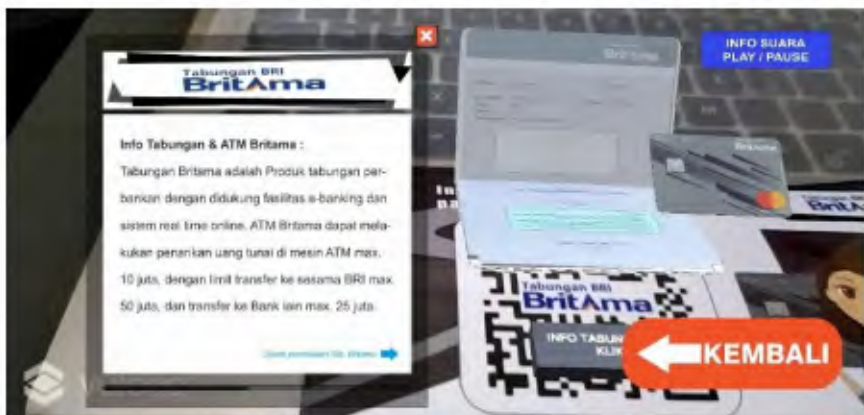 Tabungan BRI
BritAma
Info Tabungan & ATM Britama :
Tabungan Britama adalah Produk tabungan per-
bankan dengan didukung fasilitas e-banking dan
sistem real time online. ATM Britama dapat mela-
kukan penarikan uang tunai di mesin ATM max.
10 juta, dengan limit transfer ke sesama BRI max.
50 juta, dan transfer ke Bank lain max. 25 juta.
INFO SUARA
PLAY / PAUSE
BritAma
BritAma
Tabungan BRI
BritAma
INFO TABUN
KLIK
KEMBALI